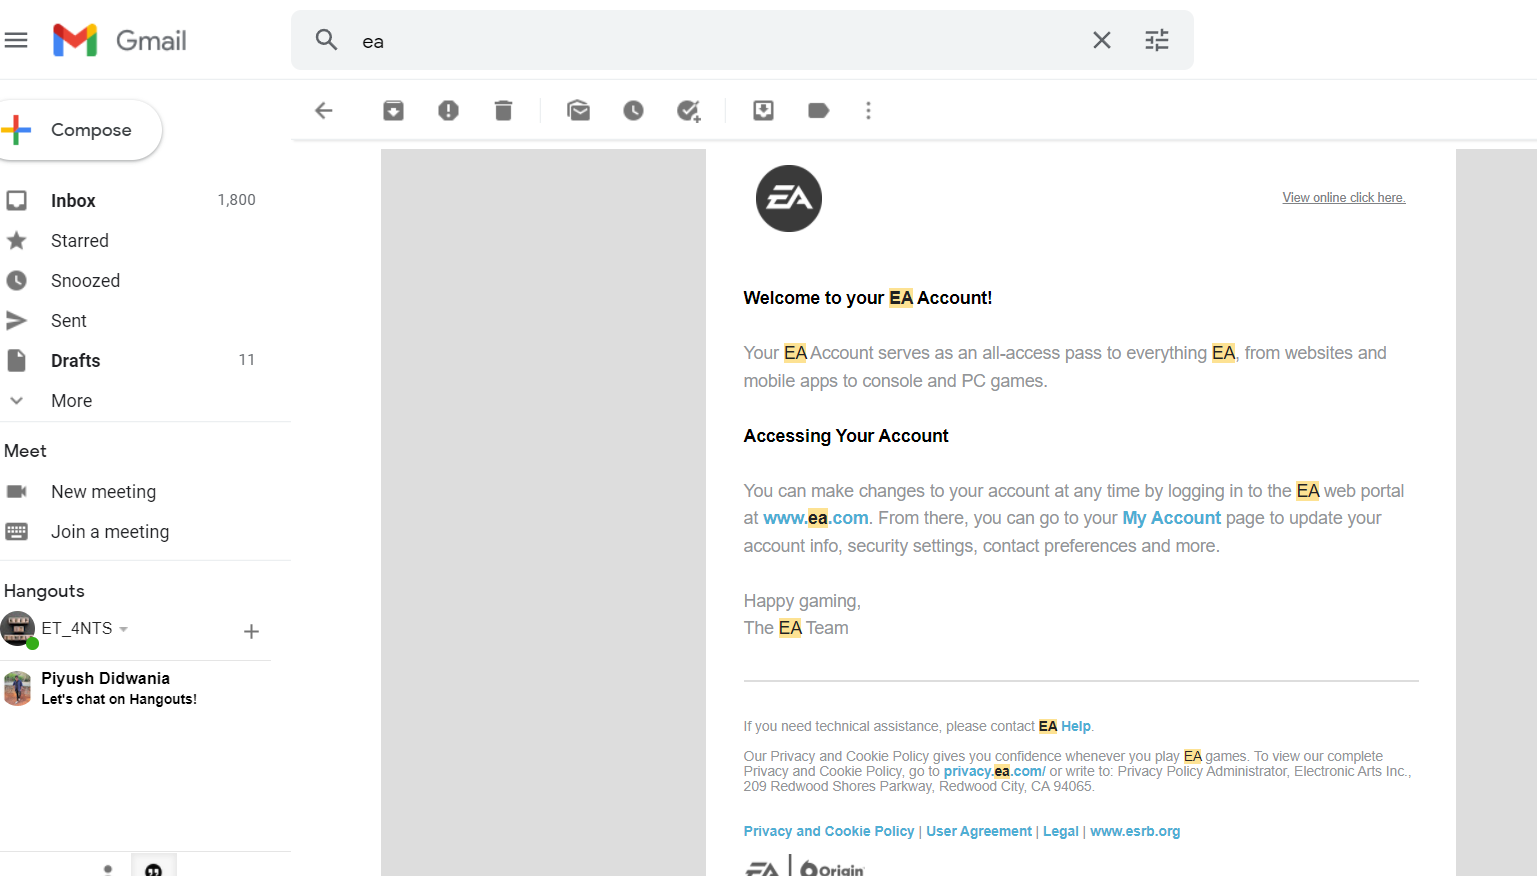 Gmail
ea
Compose
Inbox 1,800
Starred
Snoozed
Sent
Drafts 11
More
Meet
New meeting
Join a meeting
Hangouts
ET_4NTS
Piyush Didwania
Let's chat on Hangouts!
EA
View online click here.
Welcome to your EA Account!
Your EA Account serves as an all-access pass to everything EA, from websites and
mobile apps to console and PC games.
Accessing Your Account
You can make changes to your account at any time by logging in to the EA web portal
at www.ea.com. From there, you can go to your My Account page to update your
account info, security settings, contact preferences and more.
Happy gaming,
The EA Team
If you need technical assistance, please contact EA Help.
Our Privacy and Cookie Policy gives you confidence whenever you play EA games. To view our complete
Privacy and Cookie Policy, go to privacy.ea.com/ or write to: Privacy Policy Administrator, Electronic Arts Inc.,
209 Redwood Shores Parkway, Redwood City, CA 94065.
Privacy and Cookie Policy | User Agreement | Legal | www.esrb.org
EA | Origin